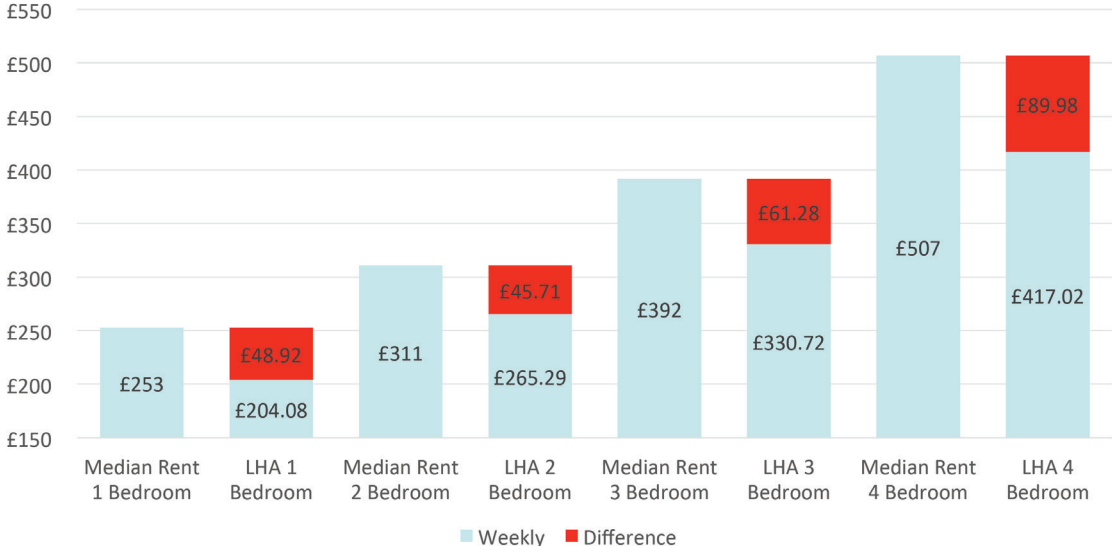 £550
£500
£450
£400
£350
£300
£250
£200
£150
£253
£48.92
£204.08
£311
£45.71
£265.29
£392
£61.28
£330.72
£507
£89.98
£417.02
Median Rent
1 Bedroom
LHA 1
Bedroom
Median Rent
2 Bedroom
LHA 2
Bedroom
Median Rent
3 Bedroom
LHA 3
Bedroom
Median Rent
4 Bedroom
LHA 4
Bedroom
Weekly
Difference